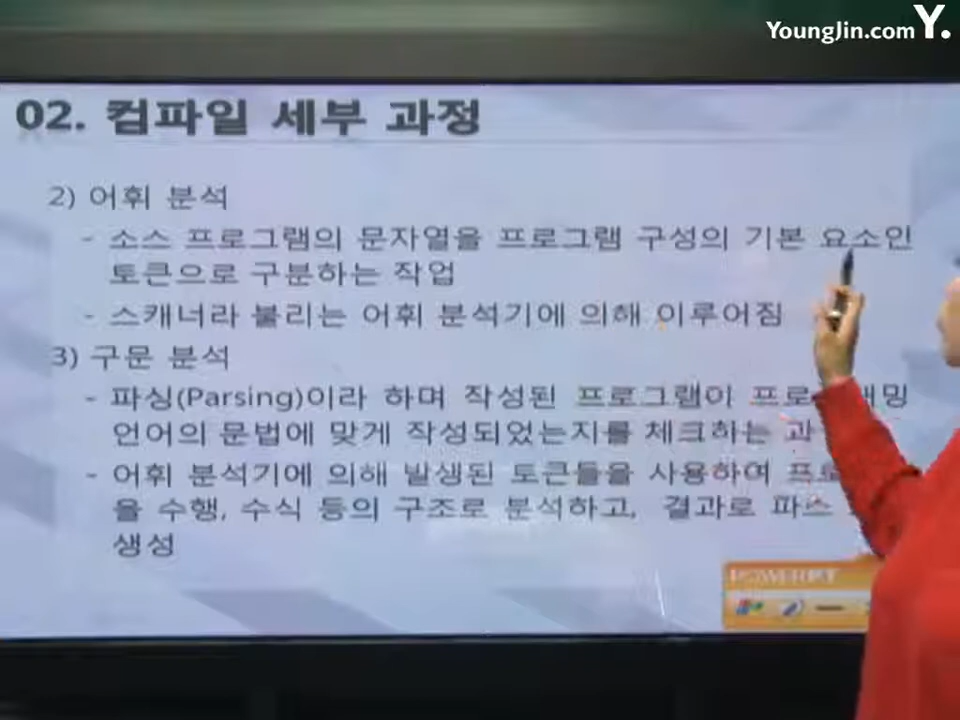 YoungJin.com Y.
02. 컴파일 세부 과정
2) 어휘 분석
- 소스 프로그램의 문자열을 프로그램 구성의 기본 요소인
토큰으로 구분하는 작업
- 스캐너라 불리는 어휘 분석기에 의해 이루어짐
3) 구문 분석
- 파싱(Parsing)이라 하며 작성된 프로그램이 프로
언어의 문법에 맞게 작성되었는지를 체크하는 과
- 어휘 분석기에 의해 발생된 토큰들을 사용하여 프로
을 수행, 수식 등의 구조로 분석하고, 결과로 파스
생성